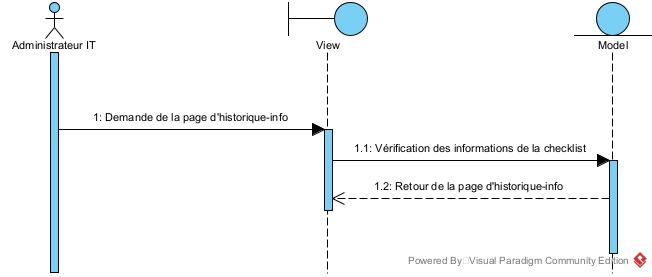 Administrateur IT
View
Model
1: Demande de la page d'historique-info
1.1: Vérification des informations de la checklist
1.2: Retour de la page d'historique-info
Powered By Visual Paradigm Community Edition